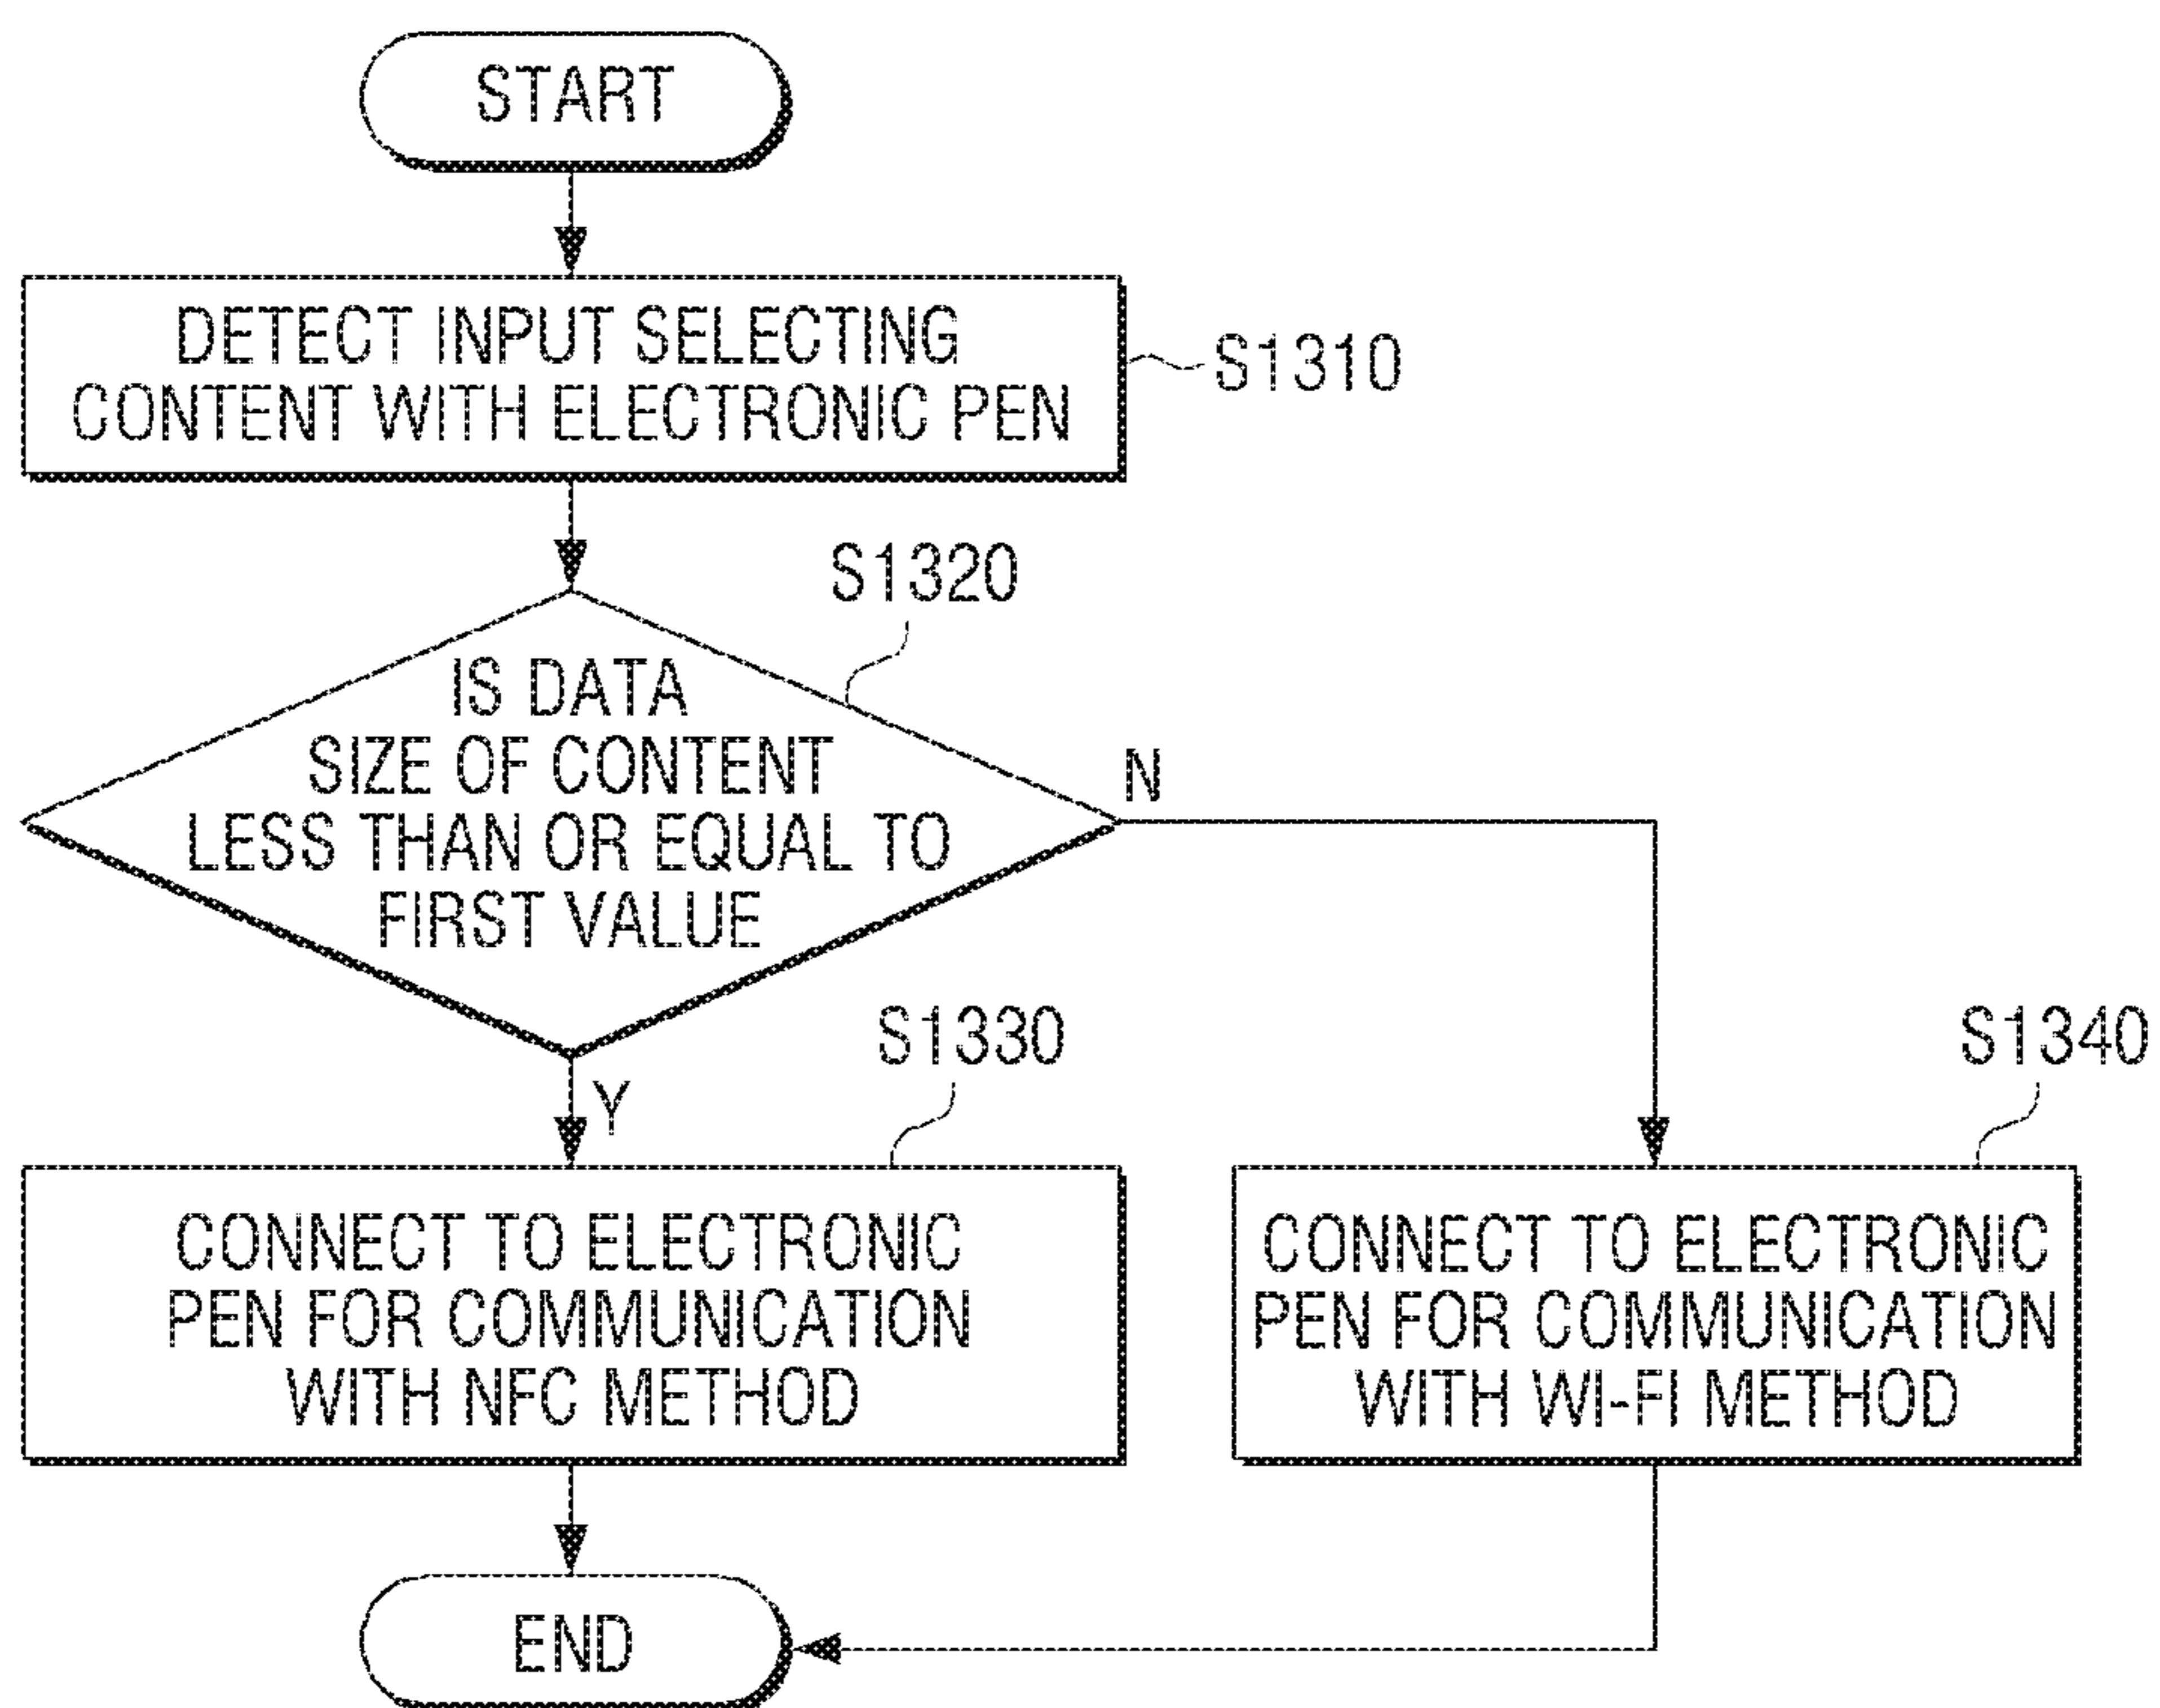 START
DETECT INPUT SELECTING
CONTENT WITH ELECTRONIC PEN
S1310
S1320
IS DATA
SIZE OF CONTENT
LESS THAN OR EQUAL TO
FIRST VALUE
N
Y
S1330
CONNECT TO ELECTRONIC
PEN FOR COMMUNICATION
WITH NFC METHOD
S1340
CONNECT TO ELECTRONIC
PEN FOR COMMUNICATION
WITH WI-FI METHOD
END